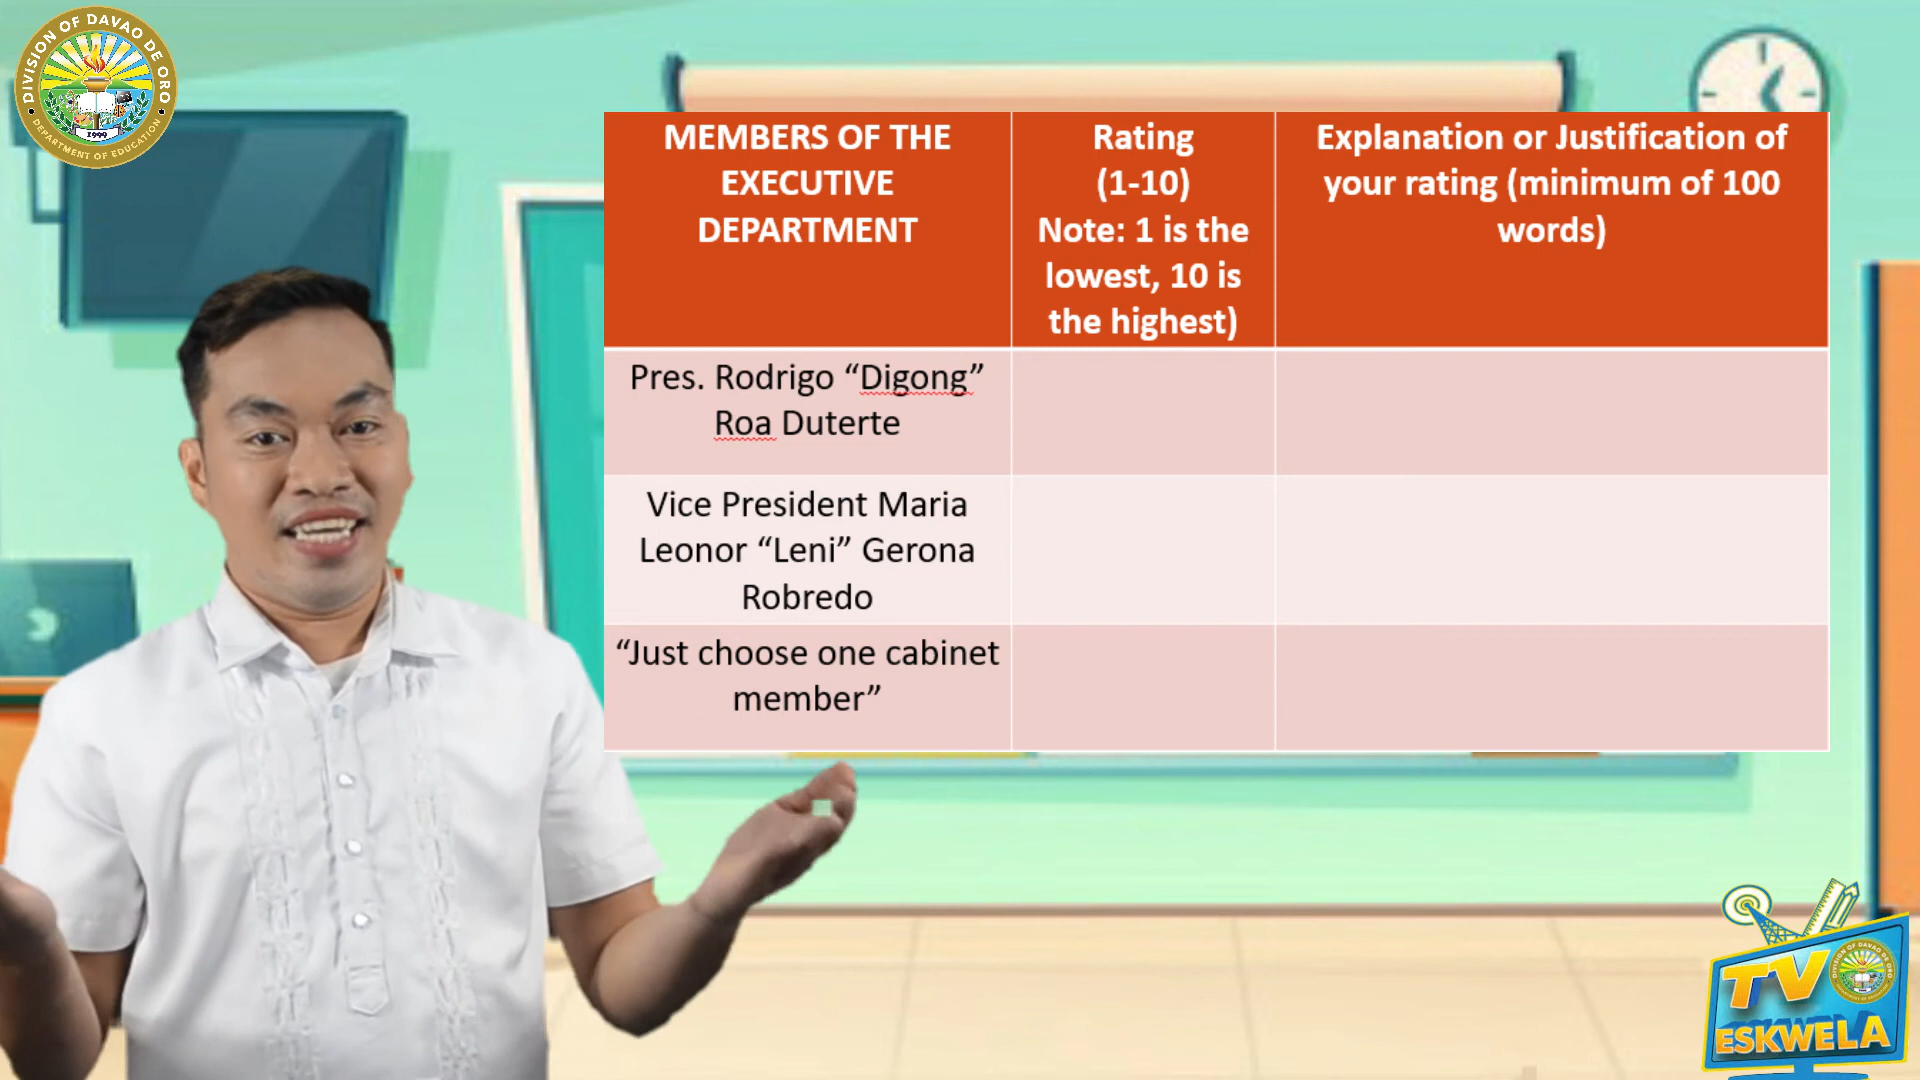 DIVISION OF DAVAO DE ORO
DEPARTMENT OF EDUCATION
1999
MEMBERS OF THE
EXECUTIVE
DEPARTMENT
Rating
(1-10)
Note: 1 is the
lowest, 10 is
the highest)
Explanation or Justification of
your rating (minimum of 100
words)
Pres. Rodrigo “Digong”
Roa Duterte
Vice President Maria
Leonor “Leni” Gerona
Robredo
“Just choose one cabinet
member”
TV
ESKWELA